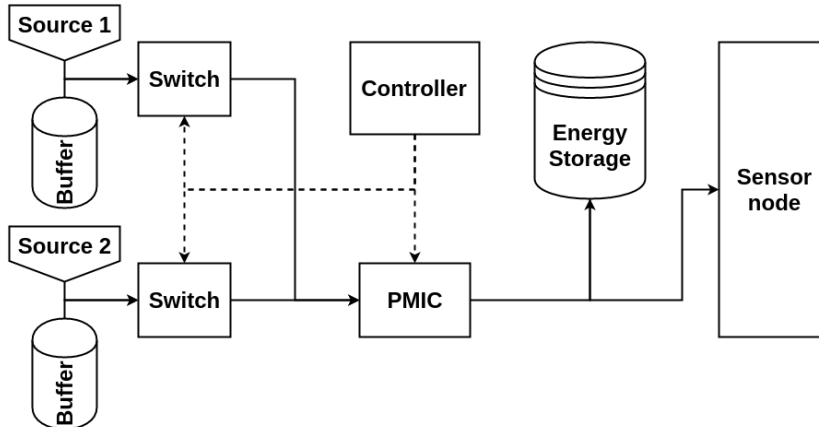 Source 1
Switch
Buffer
Controller
Energy
Storage
Sensor
node
Source 2
Switch
Buffer
PMIC